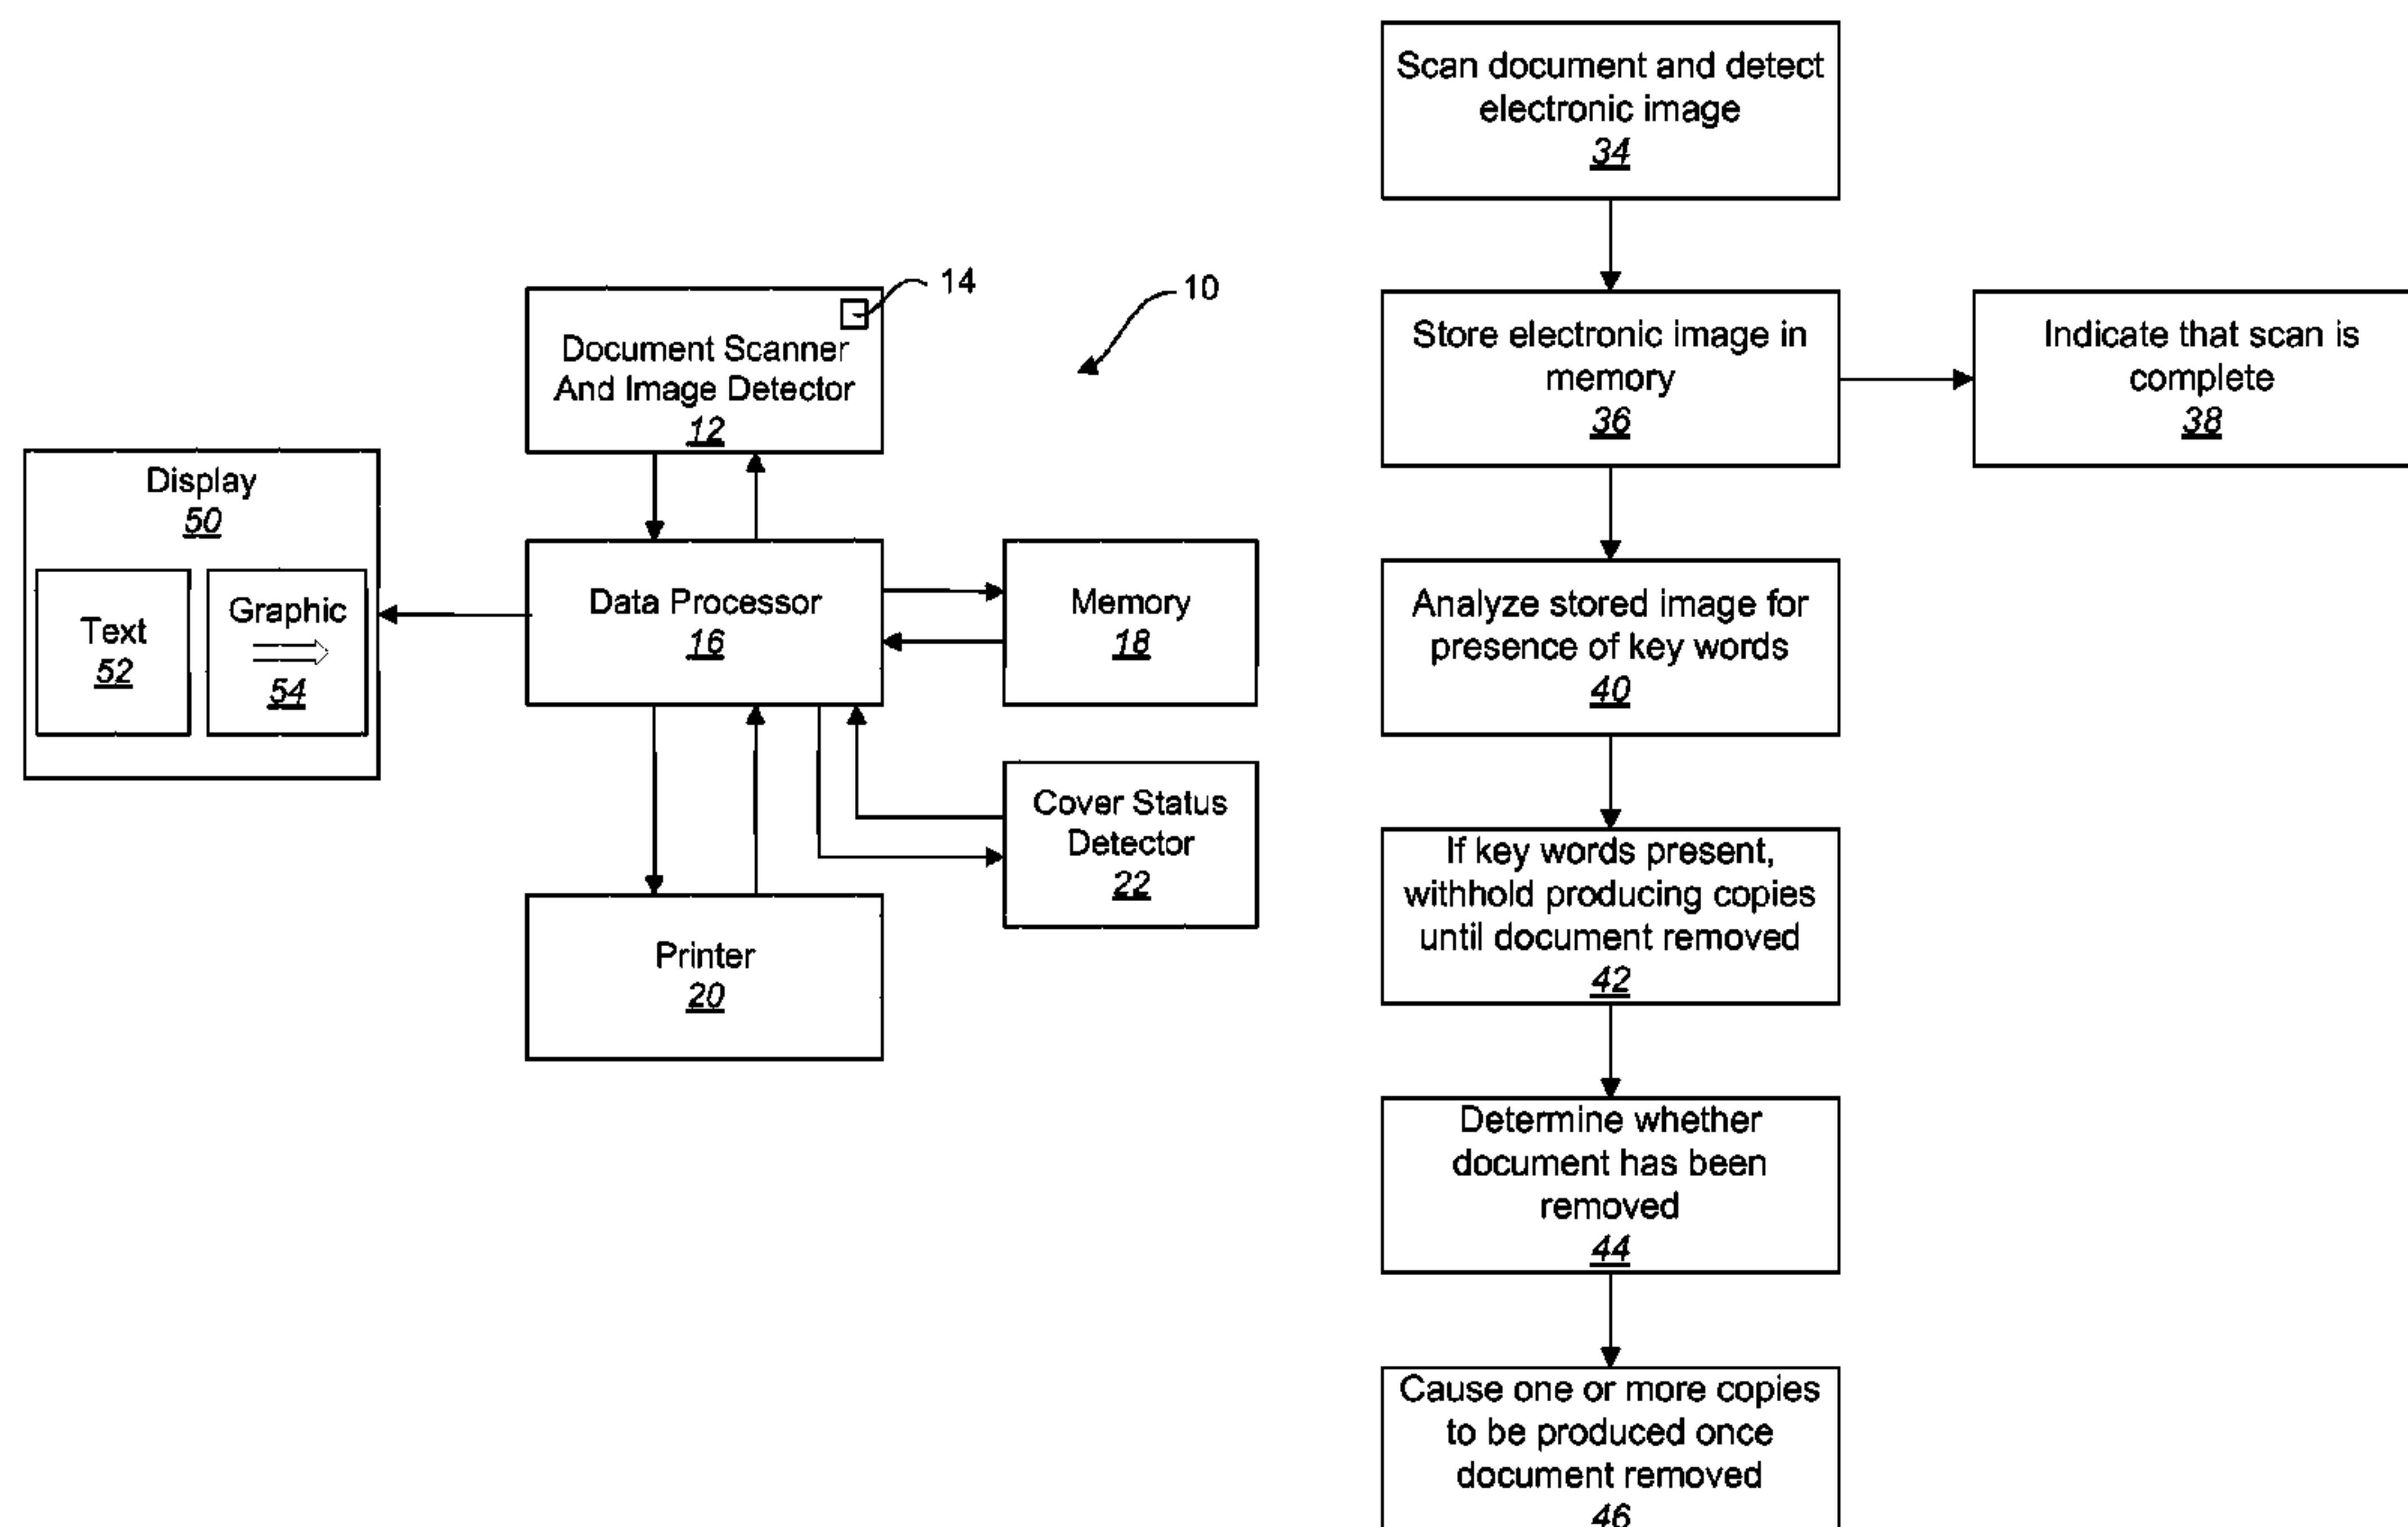 14
10
Document Scanner
And Image Detector
12
Display
50
Text
52
Graphic
54
Data Processor
16
Memory
18
Cover Status
Detector
22
Printer
20
Scan document and detect
electronic image
34
Store electronic image in
memory
36
Indicate that scan is
complete
38
Analyze stored image for
presence of key words
40
If key words present,
withhold producing copies
until document removed
42
Determine whether
document has been
removed
44
Cause one or more copies
to be produced once
document removed
46